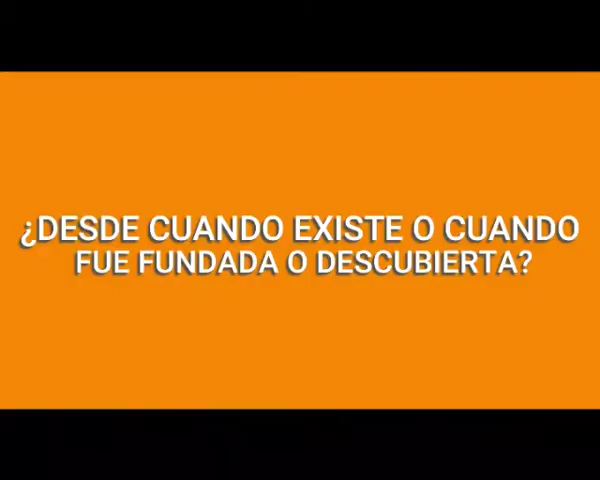 ¿DESDE CUANDO EXISTE O CUANDO
FUE FUNDADA O DESCUBIERTA?